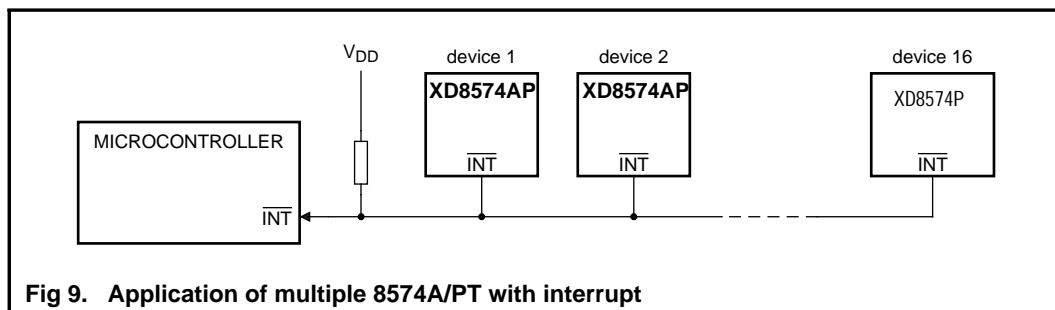 V_DD
device 1
device 2
device 16
XD8574AP
XD8574AP
XD8574P
MICROCONTROLLER
INT
INT
INT
INT
Fig 9. Application of multiple 8574A/PT with interrupt